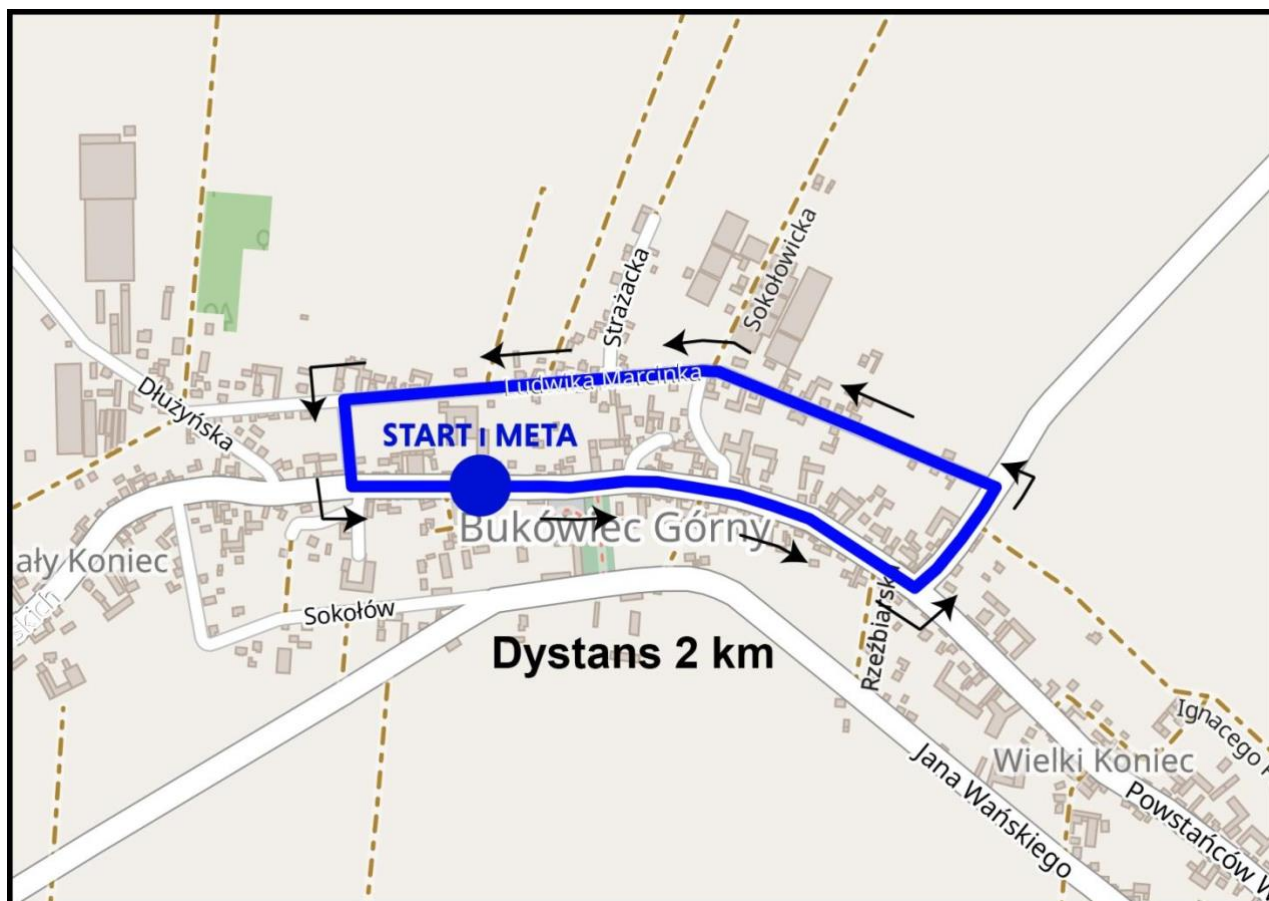 Strażacka
Sokołowicka
Ludwika Marcinka
Dłużyńska
START I META
Bukówiec Górny
ały Koniec
skich
Sokołów
Dystans 2 km
Rzeźbiarska
Ignacego
Wielki Koniec
Jana Wańskiego
Powstańców W